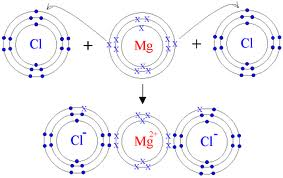 Cl + Mg + Cl
Cl⁻ Mg²⁺ Cl⁻